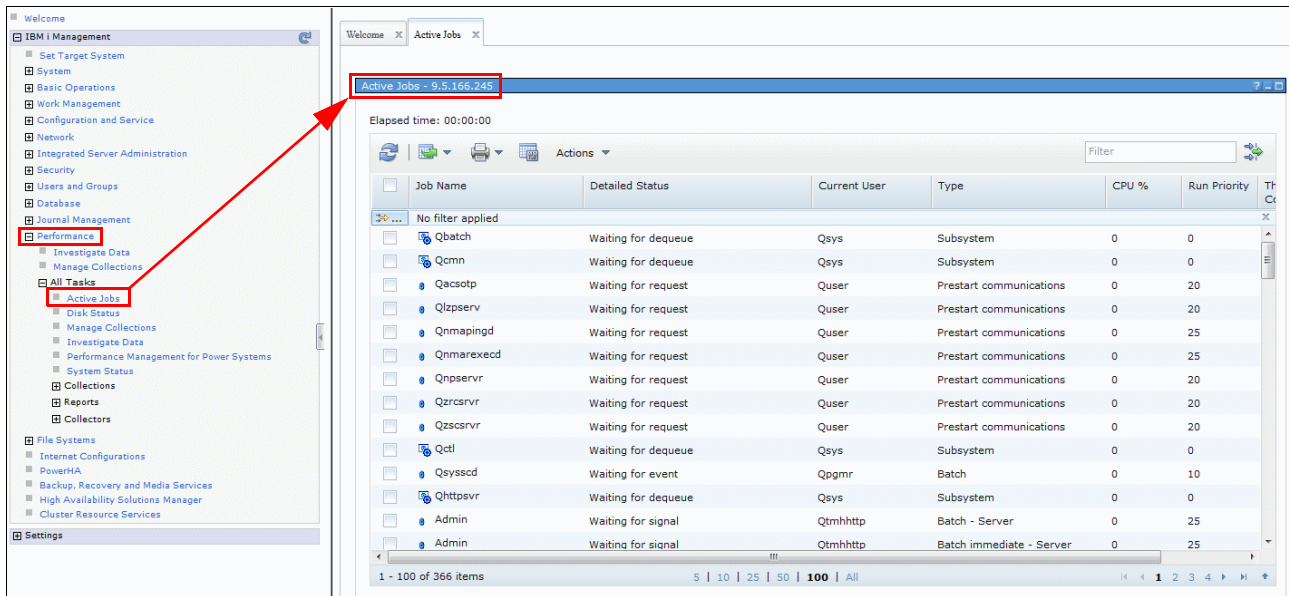 Welcome
IBM i Management
Set Target System
System
Basic Operations
Work Management
Configuration and Service
Network
Integrated Server Administration
Security
Users and Groups
Database
Journal Management
Performance
Investigate Data
Manage Collections
All Tasks
Active Jobs
Disk Status
Manage Collections
Investigate Data
Performance Management for Power Systems
System Status
Collections
Reports
Collectors
File Systems
Internet Configurations
PowerHA
Backup, Recovery and Media Services
High Availability Solutions Manager
Cluster Resource Services
Settings
Welcome X Active Jobs X
Active Jobs - 9.5.166.245
Elapsed time: 00:00:00
Actions Filter
Job Name Detailed Status Current User Type CPU % Run Priority Th
Co
... No filter applied
Qbatch Waiting for dequeue Qsys Subsystem 0 0
Qcmn Waiting for dequeue Qsys Subsystem 0 0
Qacsotp Waiting for request Quser Prestart communications 0 20
Qlzpserv Waiting for request Quser Prestart communications 0 20
Qnmapingd Waiting for request Quser Prestart communications 0 25
Qnmarexecd Waiting for request Quser Prestart communications 0 25
Qnpservr Waiting for request Quser Prestart communications 0 20
Qzrcsrvr Waiting for request Quser Prestart communications 0 20
Qzscsrvr Waiting for request Quser Prestart communications 0 20
Qctl Waiting for dequeue Qsys Subsystem 0 0
Qsysscd Waiting for event Qpgmr Batch 0 10
Qhttpsvr Waiting for dequeue Qsys Subsystem 0 0
Admin Waiting for signal Qtmhhttp Batch - Server 0 25
Admin Waiting for signal Qtmhhttp Batch immediate - Server 0 25
1 - 100 of 366 items 5 | 10 | 25 | 50 | 100 | All 1 2 3 4